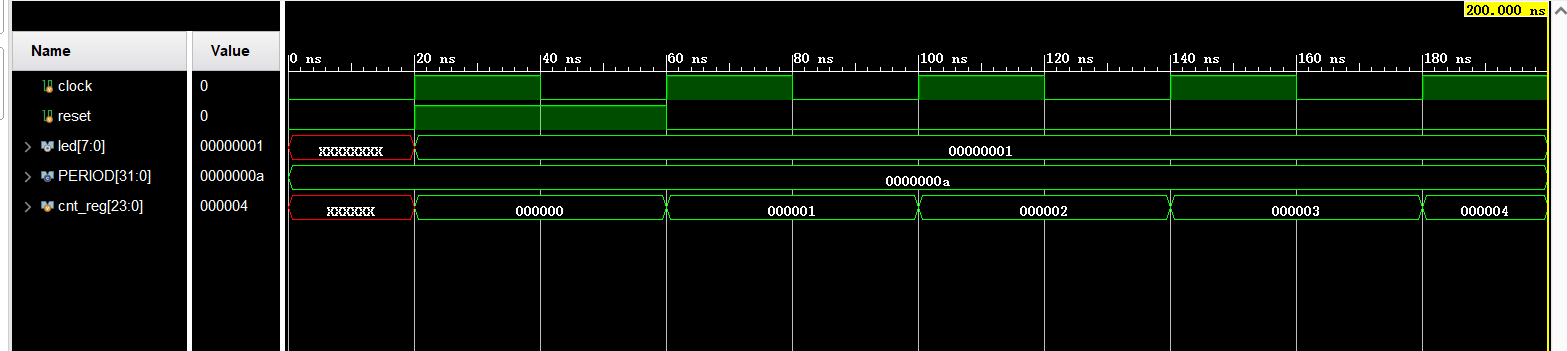 200.000 ns
Name Value
0 ns 20 ns 40 ns 60 ns 80 ns 100 ns 120 ns 140 ns 160 ns 180 ns
clock 0
reset 0
led[7:0] 00000001 XXXXXXXX 00000001
PERIOD[31:0] 0000000a 0000000a
cnt_reg[23:0] 000004 XXXXXX 000000 000001 000002 000003 000004